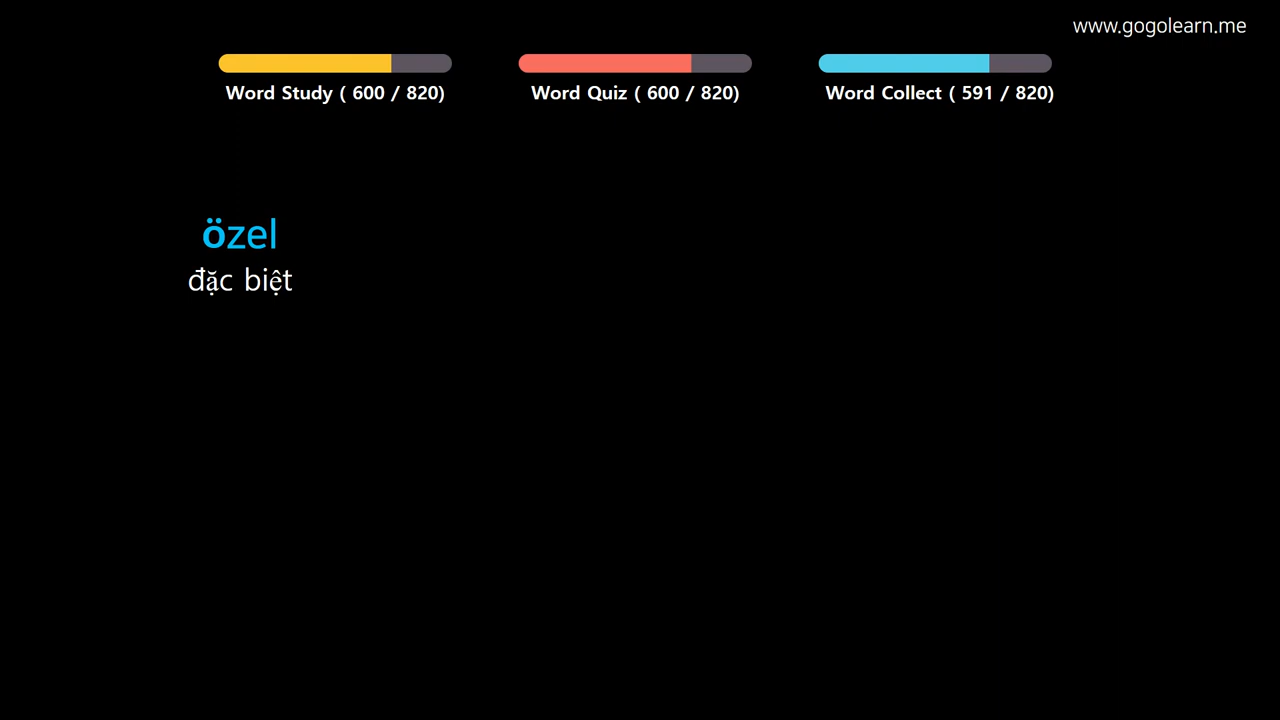 www.gogolearn.me
Word Study ( 600 / 820)
Word Quiz ( 600 / 820)
Word Collect ( 591 / 820)
özel
đặc biệt